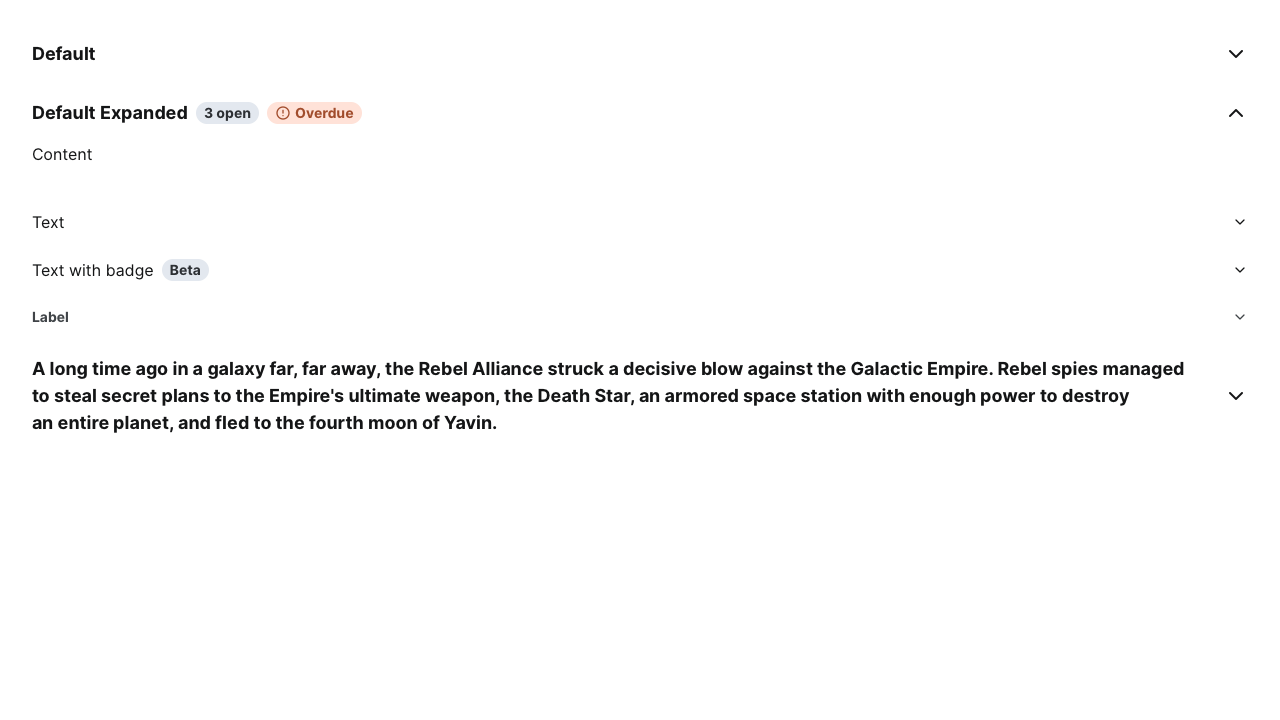 Default
Default Expanded 3 open Overdue
Content
Text
Text with badge Beta
Label
A long time ago in a galaxy far, far away, the Rebel Alliance struck a decisive blow against the Galactic Empire. Rebel spies managed
to steal secret plans to the Empire's ultimate weapon, the Death Star, an armored space station with enough power to destroy
an entire planet, and fled to the fourth moon of Yavin.